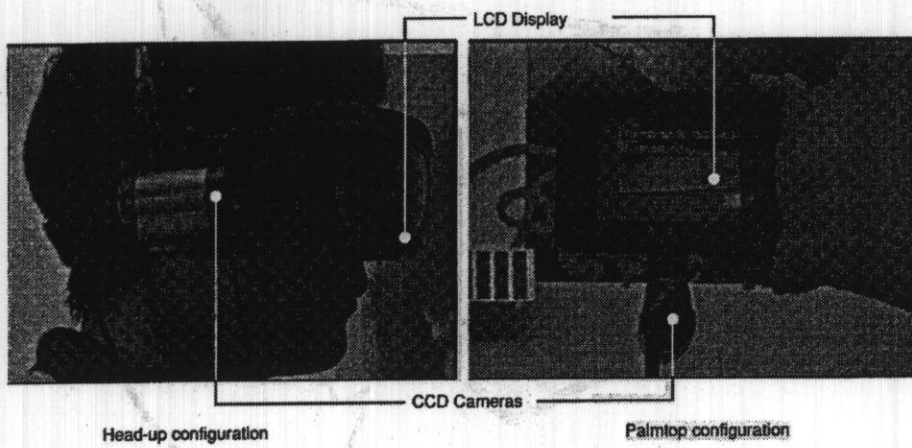 LCD Display
CCD Cameras
Head-up configuration
Palmtop configuration